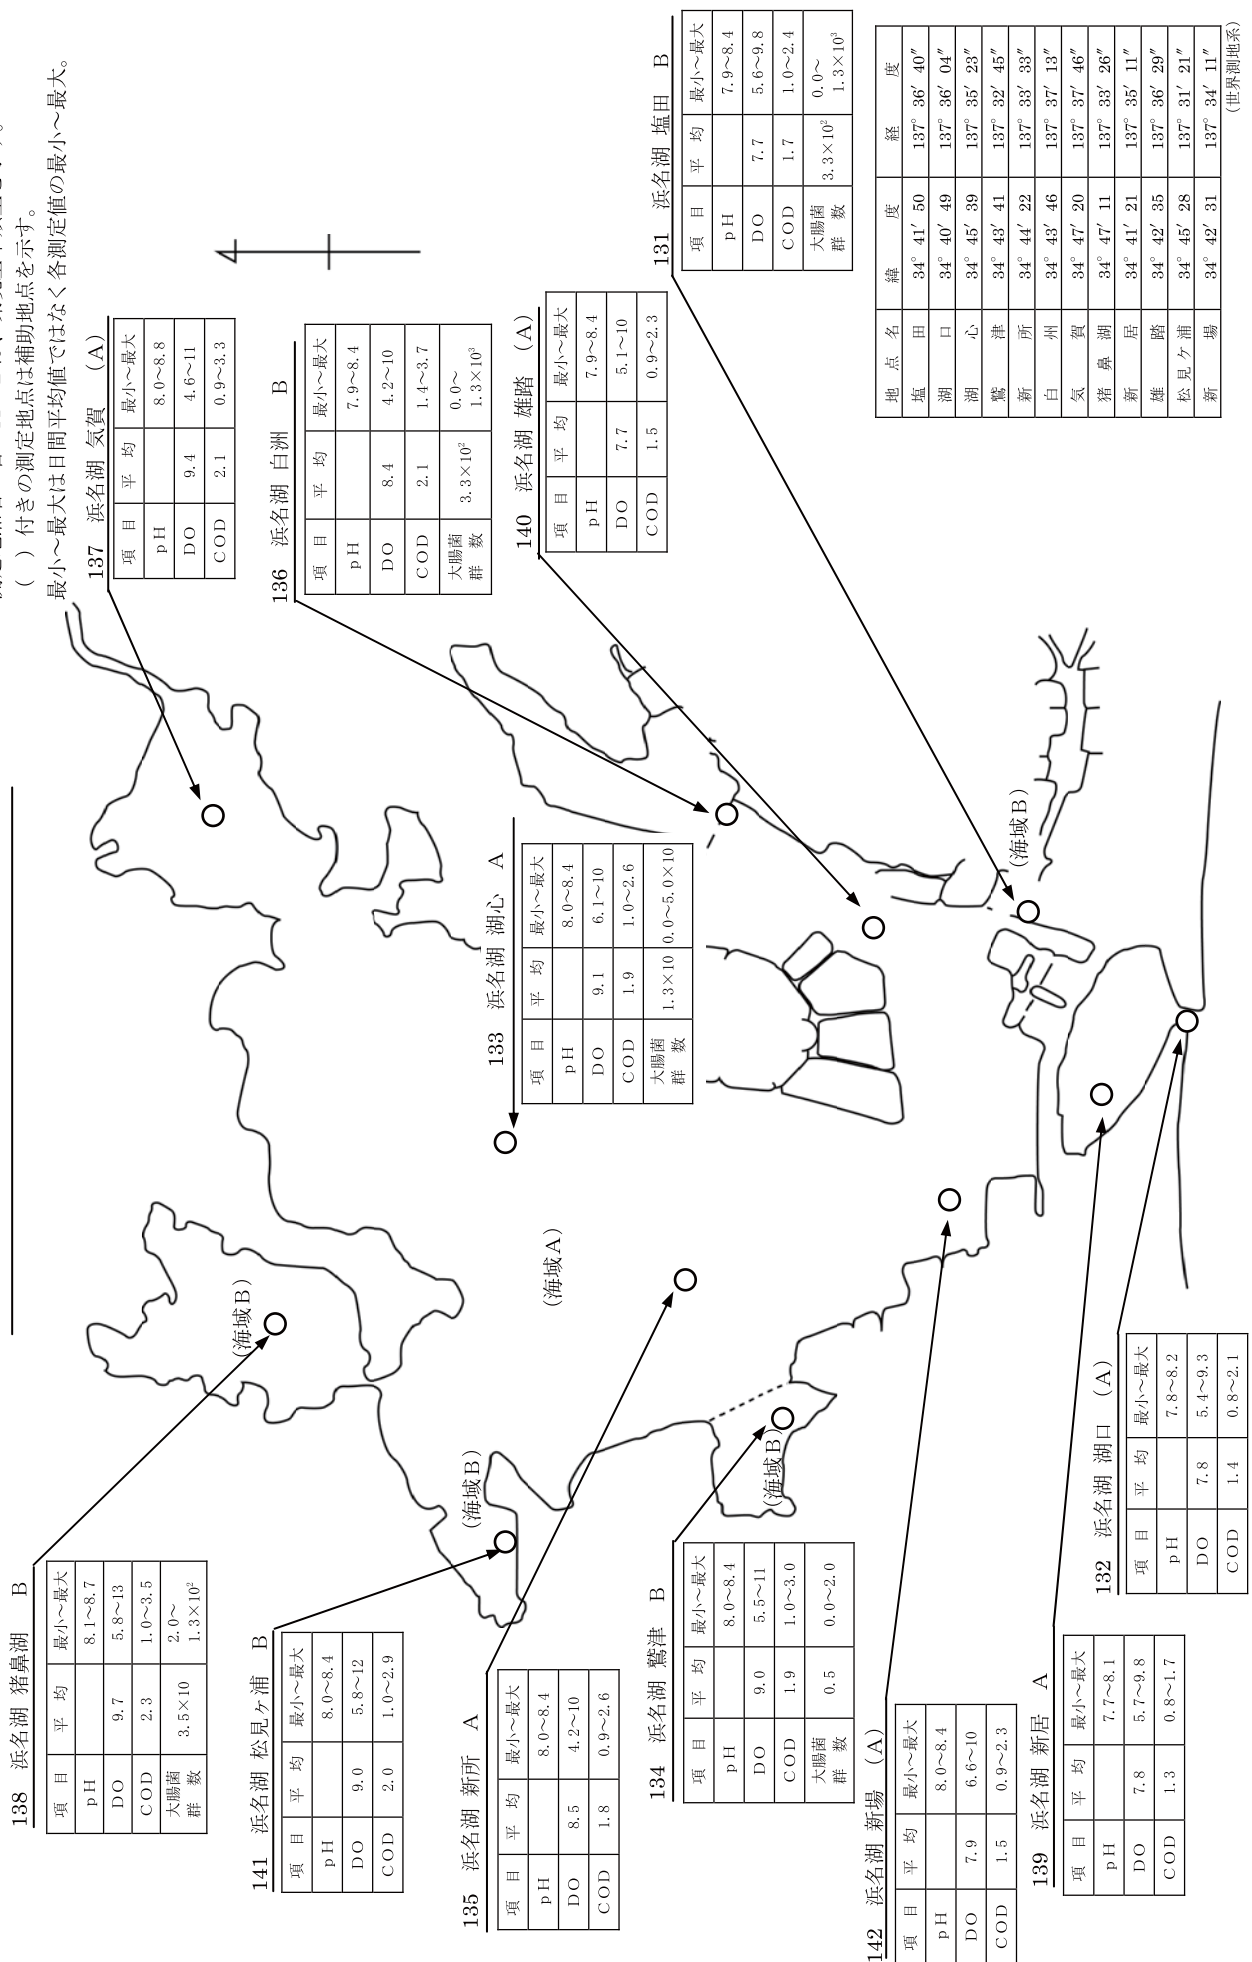 （ ）付きの測定地点は補助地点を示す。
最小～最大は日間平均値ではなく各測定値の最小～最大。
138 浜名湖 猪鼻湖 B
項 目 平 均 最小～最大
pH 8.1～8.7
DO 9.7 5.8～13
COD 2.3 1.0～3.5
大腸菌群 数 3.5×10 2.0～1.3×10²
137 浜名湖 気賀 (A)
項 目 平 均 最小～最大
pH 8.0～8.8
DO 9.4 4.6～11
COD 2.1 0.9～3.3
141 浜名湖 松見ヶ浦 B
項 目 平 均 最小～最大
pH 8.0～8.4
DO 9.0 5.8～12
COD 2.0 1.0～2.9
136 浜名湖 白洲 B
項 目 平 均 最小～最大
pH 7.9～8.4
DO 8.4 4.2～10
COD 2.1 1.4～3.7
大腸菌群 数 3.3×10² 0.0～1.3×10³
135 浜名湖 新所 A
項 目 平 均 最小～最大
pH 8.0～8.4
DO 8.5 4.2～10
COD 1.8 0.9～2.6
133 浜名湖 湖心 A
項 目 平 均 最小～最大
pH 8.0～8.4
DO 9.1 6.1～10
COD 1.9 1.0～2.6
大腸菌群 数 1.3×10 0.0～5.0×10
140 浜名湖 雄踏 (A)
項 目 平 均 最小～最大
pH 7.9～8.4
DO 7.7 5.1～10
COD 1.5 0.9～2.3
134 浜名湖 鷲津 B
項 目 平 均 最小～最大
pH 8.0～8.4
DO 9.0 5.5～11
COD 1.9 1.0～3.0
大腸菌群 数 0.5 0.0～2.0
131 浜名湖 塩田 B
項 目 平 均 最小～最大
pH 7.9～8.4
DO 7.7 5.6～9.8
COD 1.7 1.0～2.4
大腸菌群 数 3.3×10² 0.0～1.3×10³
142 浜名湖 新場 (A)
項 目 平 均 最小～最大
pH 8.0～8.4
DO 7.9 6.6～10
COD 1.5 0.9～2.3
139 浜名湖 新居 A
項 目 平 均 最小～最大
pH 7.7～8.1
DO 7.8 5.7～9.8
COD 1.3 0.8～1.7
132 浜名湖 湖口 (A)
項 目 平 均 最小～最大
pH 7.8～8.2
DO 7.8 5.4～9.3
COD 1.4 0.8～2.1
(海域B)
(海域B)
(海域A)
(海域B)
(海域B)
地 点 名 緯 度 経 度
塩 田 34° 41′ 50 137° 36′ 40″
湖 口 34° 40′ 49 137° 36′ 04″
湖 心 34° 45′ 39 137° 35′ 23″
鷲 津 34° 43′ 41 137° 32′ 45″
新 所 34° 44′ 22 137° 33′ 33″
白 州 34° 43′ 46 137° 37′ 13″
気 賀 34° 47′ 20 137° 37′ 46″
猪 鼻 湖 34° 47′ 11 137° 33′ 26″
新 居 34° 41′ 21 137° 35′ 11″
雄 踏 34° 42′ 35 137° 36′ 29″
松 見 ケ 浦 34° 45′ 28 137° 31′ 21″
新 場 34° 42′ 31 137° 34′ 11″
(世界測地系)